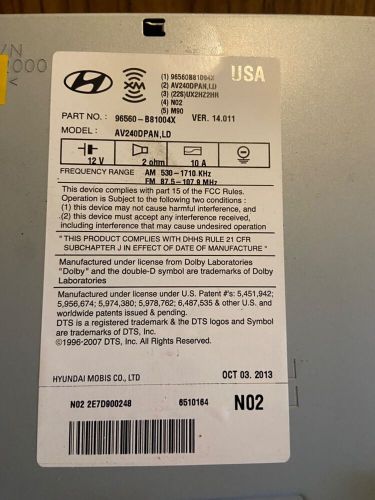 /N
1000
XM
(1) 96560B81004X
(2) AV240DPAN,LD
(3) (22S)UX2HZ2HH
(4) N02
(5) M90
USA
PART NO. : 96560-B81004X VER. 14.011
MODEL : AV240DPAN,LD
12 V 2 ohm 10 A
FREQUENCY RANGE AM 530-1710 KHz
FM 87.5- 107.9 MHz
This device complies with part 15 of the FCC Rules.
Operation is Subject to the following two conditions :
(1) this device may not cause harmful interference, and
(2) this device must accept any interference received,
including interference that may cause undesired operation
" THIS PRODUCT COMPLIES WITH DHHS RULE 21 CFR
SUBCHAPTER J IN EFFECT OF DATE OF MANUFACTURE "
Manufactured under license from Dolby Laboratories
"Dolby" and the double-D symbol are trademarks of Dolby
Laboratories
Manufactured under license under U.S. Patent #'s: 5,451,942;
5,956,674; 5,974,380; 5,978,762; 6,487,535 & other U.S. and
worldwide patents issued & pending.
DTS is a registered trademark & the DTS logos and Symbol
are trademarks of DTS, Inc.
©1996-2007 DTS, Inc. All Rights Reserved.
HYUNDAI MOBIS CO., LTD OCT 03. 2013
N02 2E7D900248 6510164 N02